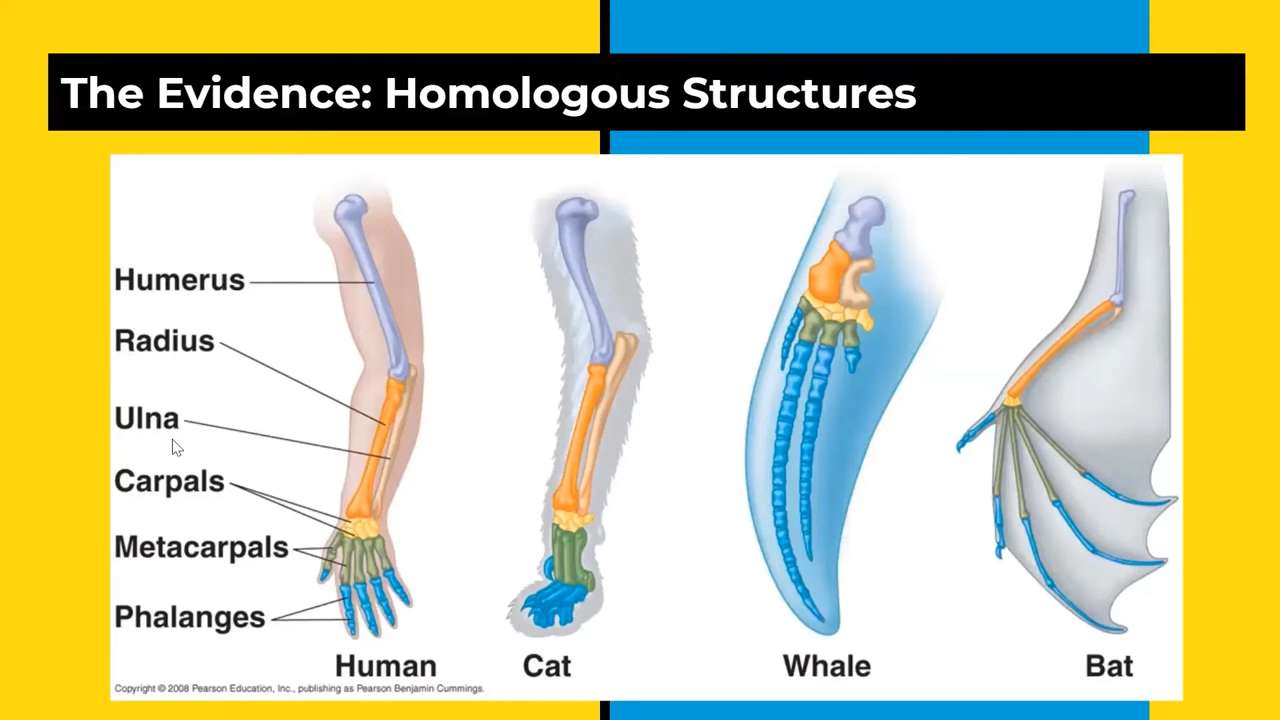 The Evidence: Homologous Structures
Humerus
Radius
Ulna
Carpals
Metacarpals
Phalanges
Human Cat Whale Bat
Copyright © 2008 Pearson Education, Inc., publishing as Pearson Benjamin Cummings.